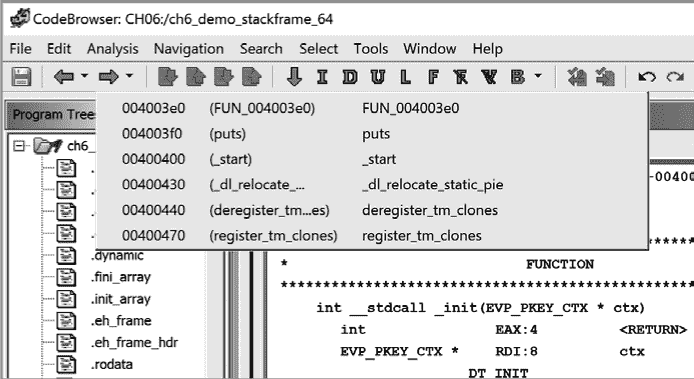 CodeBrowser: CH06:/ch6_demo_stackframe_64
File Edit Analysis Navigation Search Select Tools Window Help
I D U L F B
Program Trees
004003e0 (FUN_004003e0) FUN_004003e0
004003f0 (puts) puts
00400400 (_start) _start
00400430 (_dl_relocate_... _dl_relocate_static_pie
00400440 (deregister_tm...es) deregister_tm_clones
00400470 (register_tm_clones) register_tm_clones
ch6_
.dynamic
.fini_array
.init_array
.eh_frame
.eh_frame_hdr
.rodata
-00400
* FUNCTION
int __stdcall _init(EVP_PKEY_CTX * ctx)
int EAX:4 <RETURN>
EVP_PKEY_CTX * RDI:8 ctx
DT_INIT